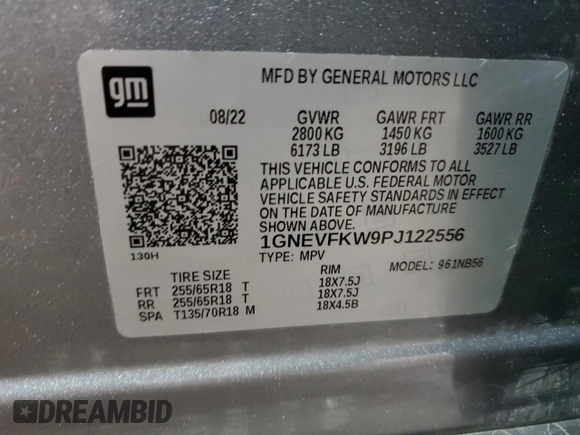 gm
MFD BY GENERAL MOTORS LLC
08/22 GVWR GAWR FRT GAWR RR
2800 KG 1450 KG 1600 KG
6173 LB 3196 LB 3527 LB
THIS VEHICLE CONFORMS TO ALL
APPLICABLE U.S. FEDERAL MOTOR
VEHICLE SAFETY STANDARDS IN EFFECT
ON THE DATE OF MANUFACTURE
SHOWN ABOVE.
130H
1GNEVFKW9PJ122556
TYPE: MPV MODEL: 961NB56
TIRE SIZE RIM
FRT 255/65R18 T 18X7.5J
RR 255/65R18 T 18X7.5J
SPA T135/70R18 M 18X4.5B
DREAMBID